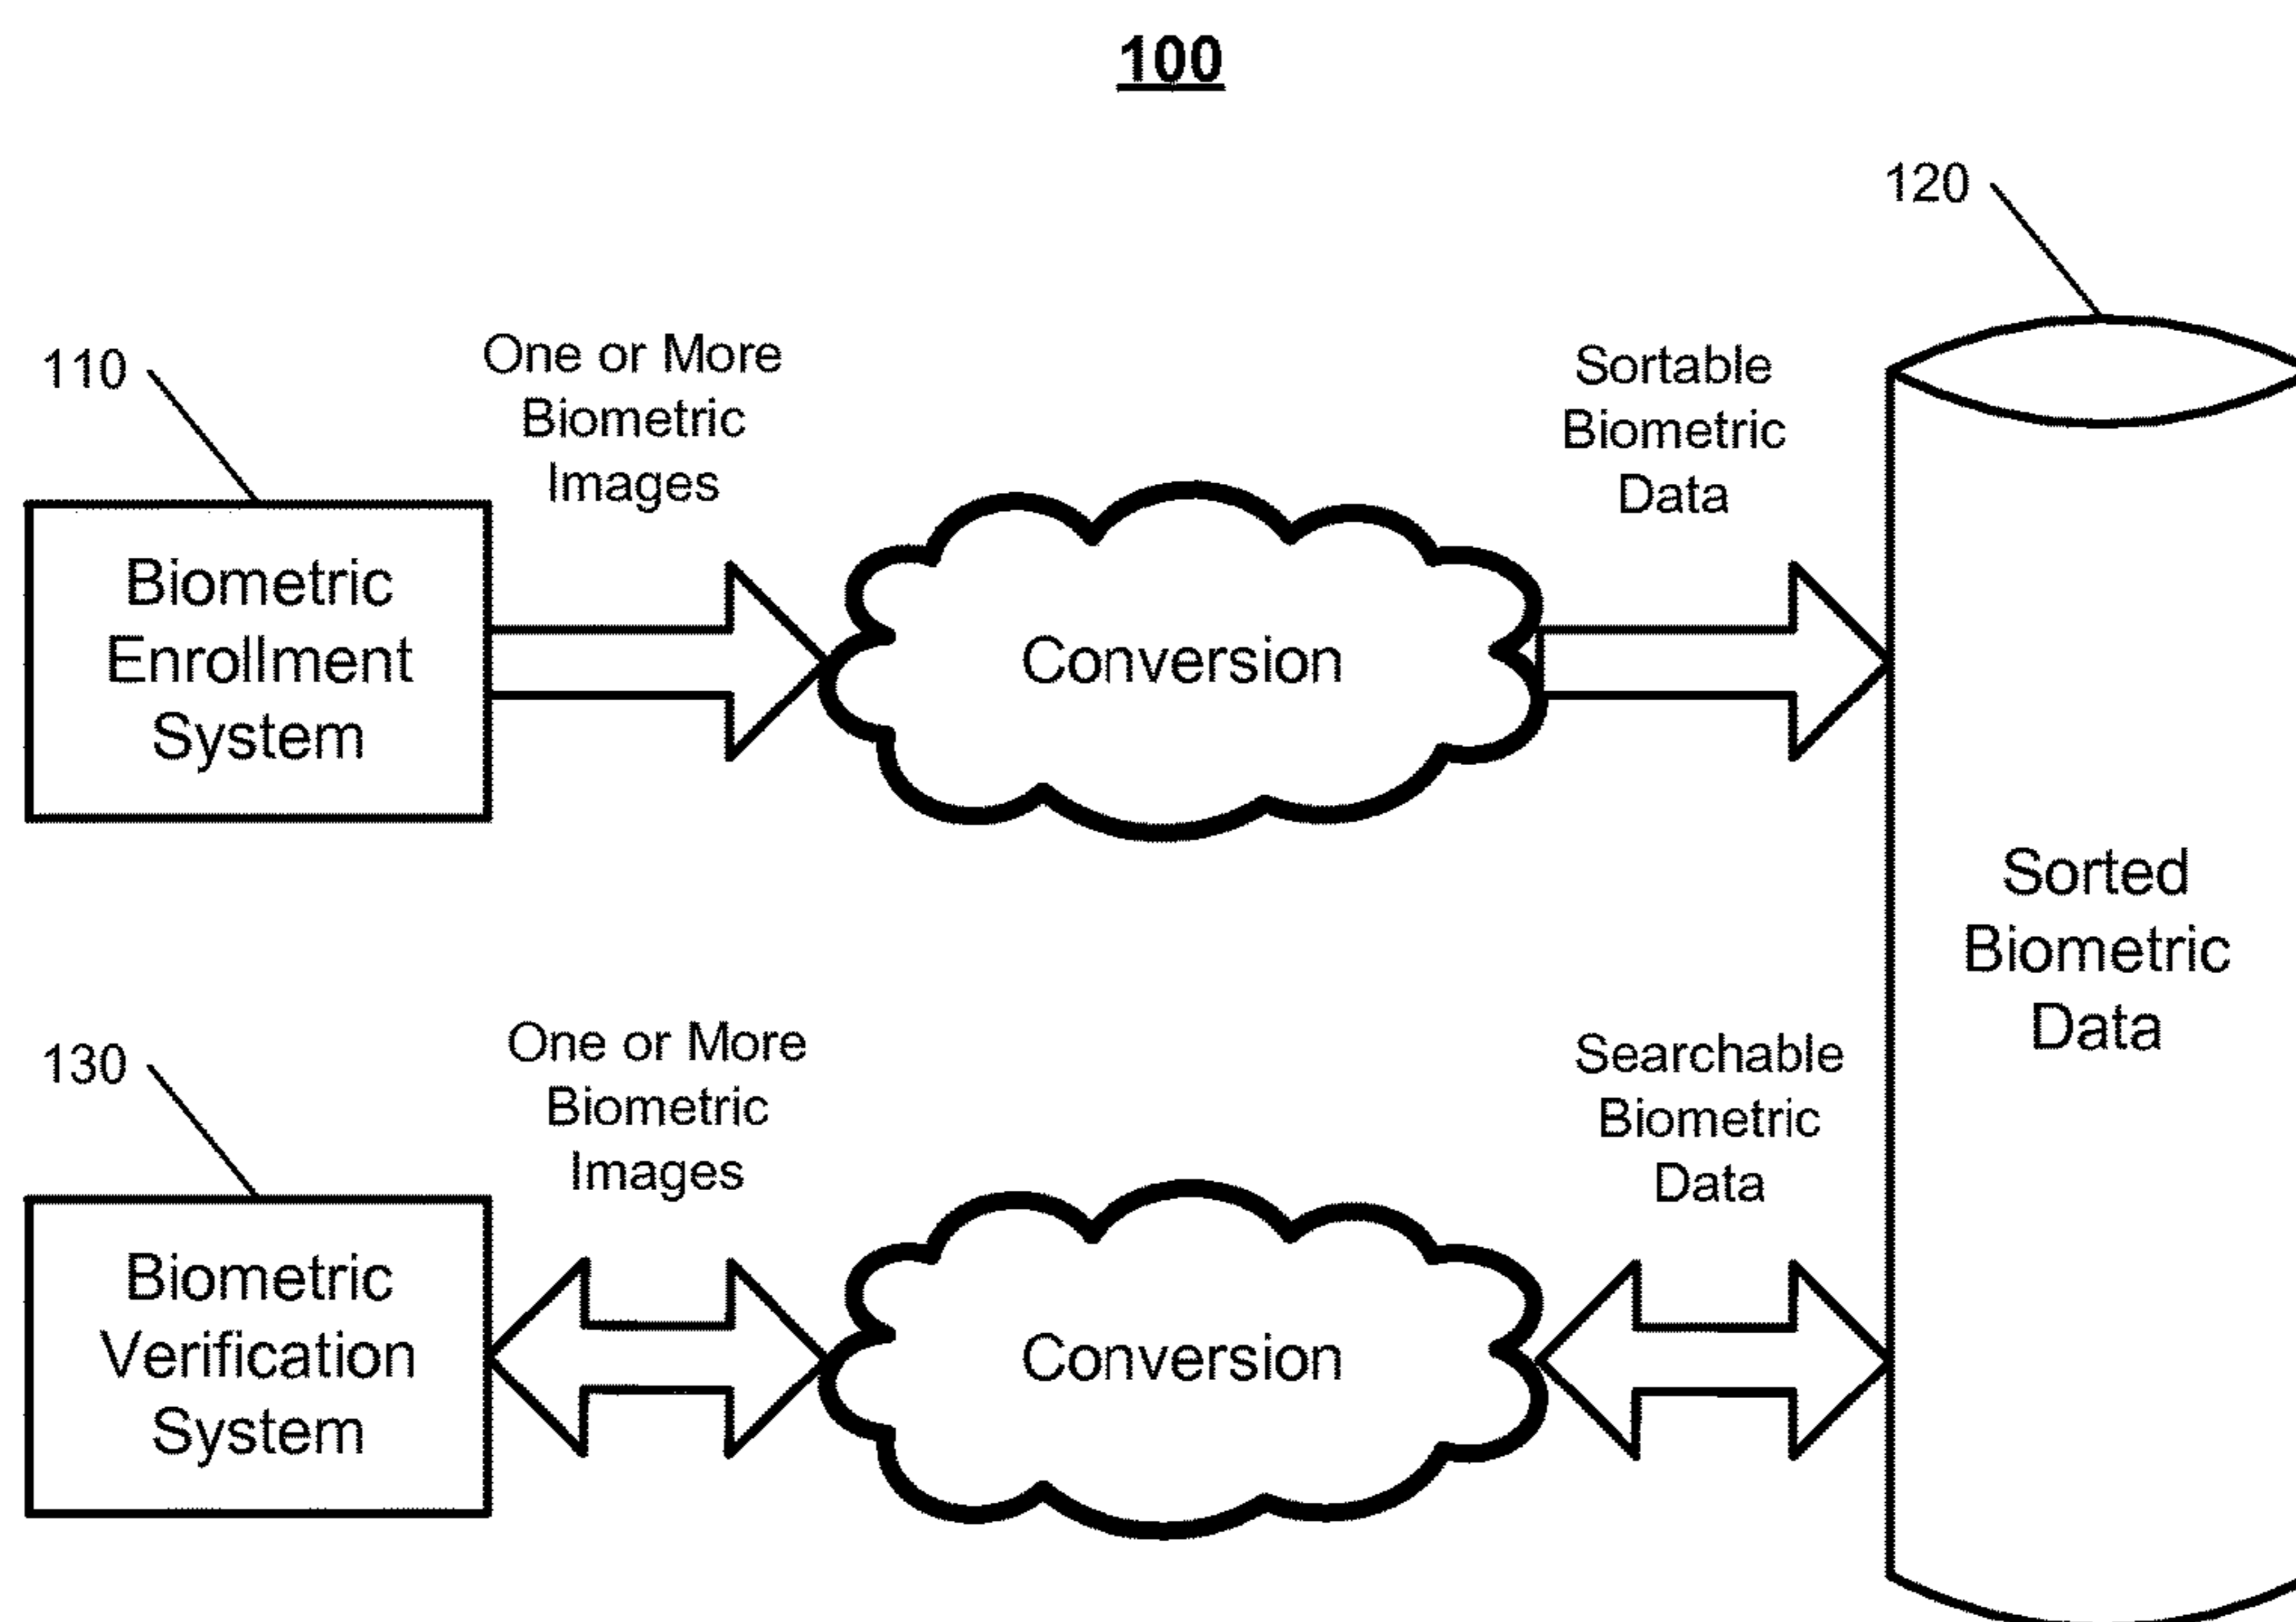 100
120
110
One or More
Biometric
Images
Sortable
Biometric
Data
Biometric
Enrollment
System
Conversion
Sorted
Biometric
Data
130
One or More
Biometric
Images
Searchable
Biometric
Data
Biometric
Verification
System
Conversion